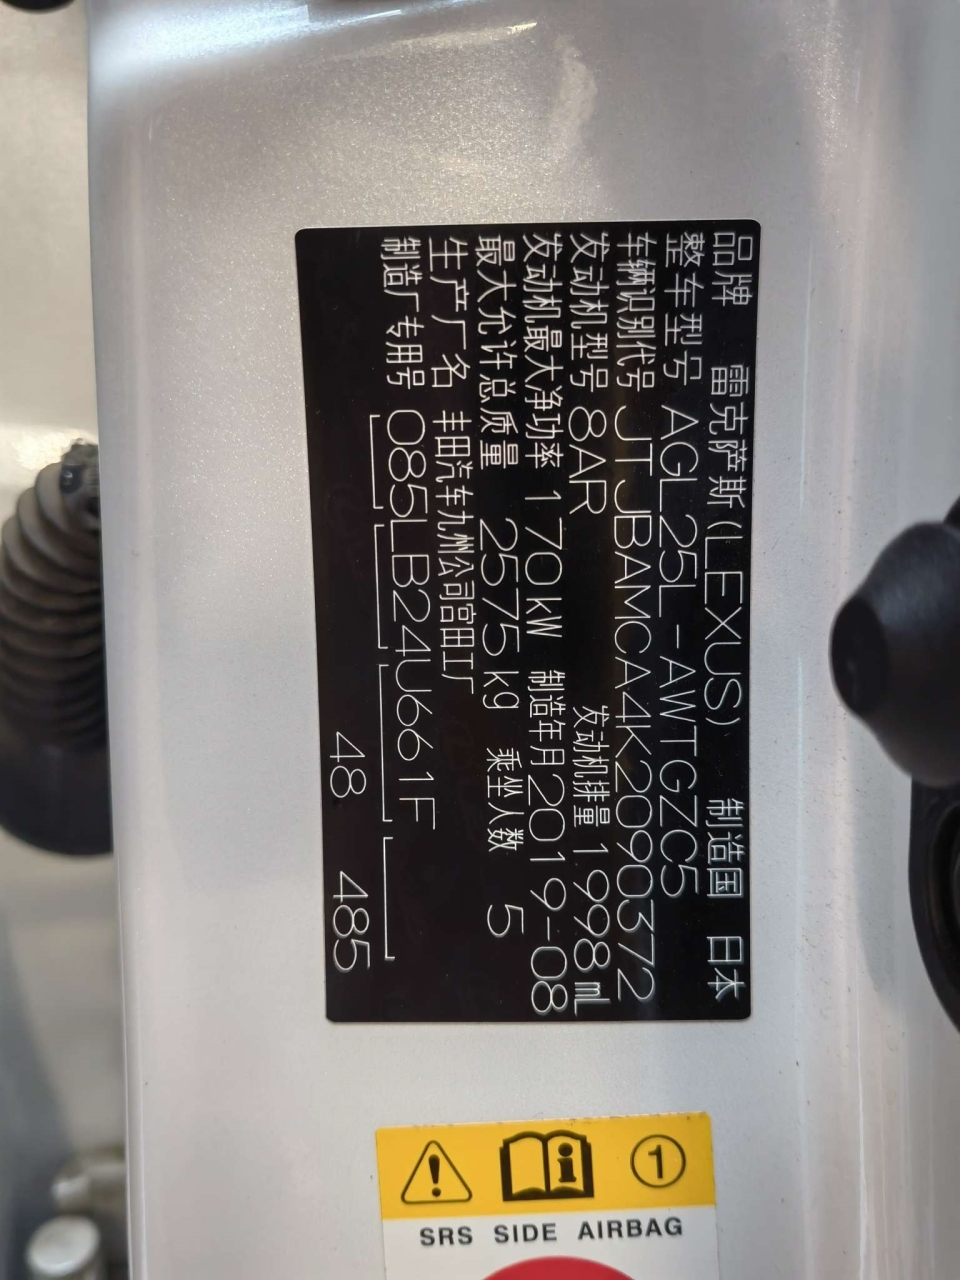 品牌 雷克萨斯(LEXUS) 制造国 日本
整车型号 AGL25L-AWTGZC5
车辆识别代号 JTJBAMCA4K2090372
发动机型号 8AR 发动机排量 1998ml
发动机最大净功率 170kW 制造年月 2019-08
最大允许总质量 2575kg 乘坐人数 5
生产厂名 丰田汽车九州公司宫田工厂
制造厂专用号 085LB24U661F
48 485
1
SRS SIDE AIRBAG